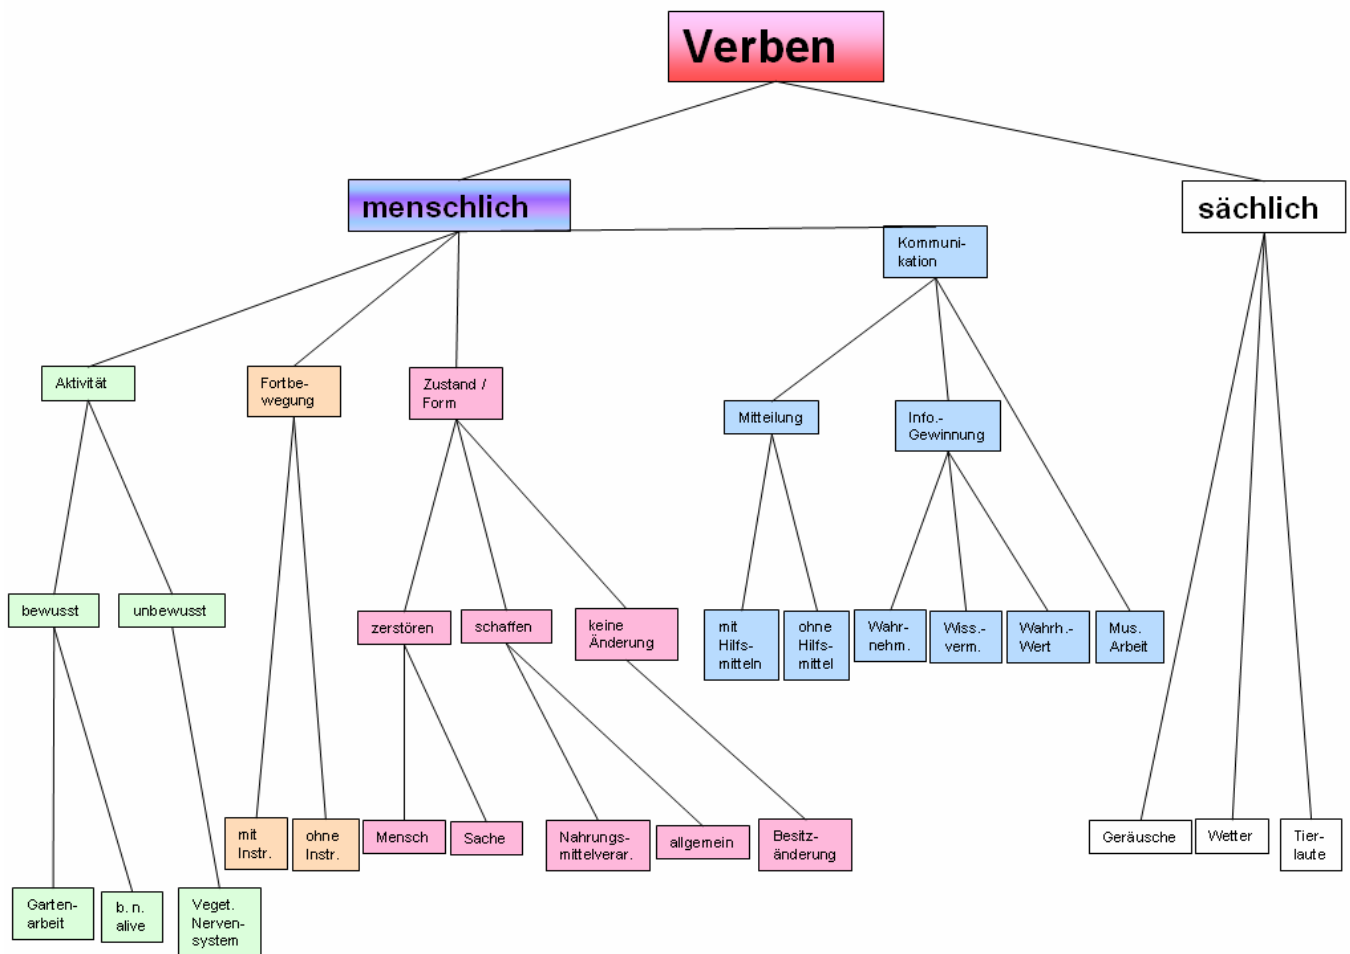 Verben
menschlich
sächlich
Kommuni-
kation
Aktivität
Fortbe-
wegung
Zustand /
Form
Mitteilung
Info.-
Gewinnung
bewusst
unbewusst
zerstören
schaffen
keine
Änderung
mit
Hilfs-
mitteln
ohne
Hilfs-
mittel
Wahr-
nehm.
Wiss.-
verm.
Wahrh.-
Wert
Mus.
Arbeit
mit
Instr.
ohne
Instr.
Mensch
Sache
Nahrungs-
mittelverar.
allgemein
Besitz-
änderung
Geräusche
Wetter
Tier-
laute
Garten-
arbeit
b. n.
alive
Veget.
Nerven-
system